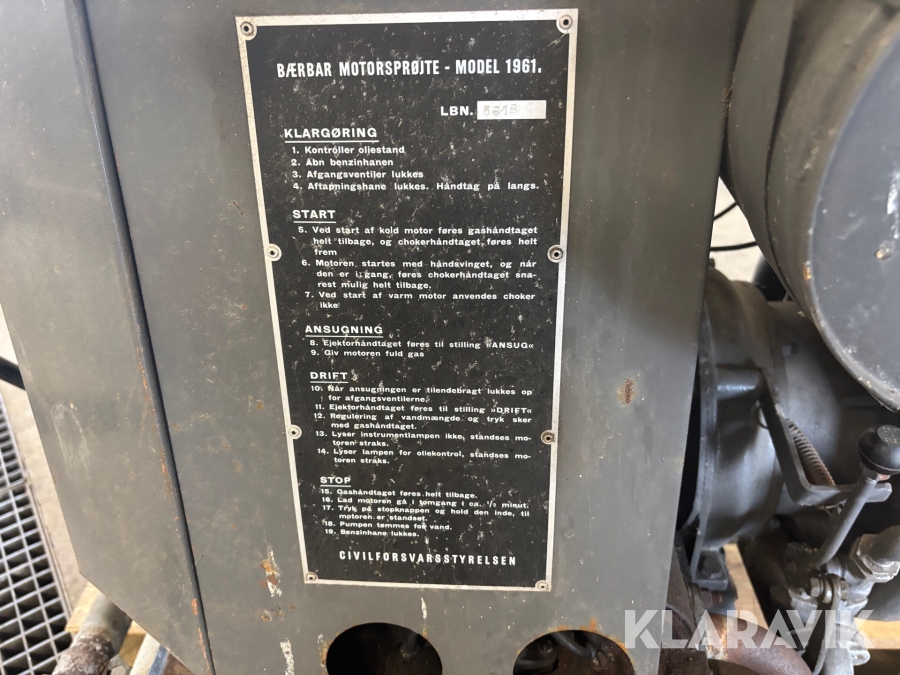 BÆRBAR MOTORSPRØJTE - MODEL 1961.
LBN.
KLARGØRING
1. Kontroller oliestand
2. Åbn benzinhanen
3. Afgangsventiler lukkes
4. Aftapningshane lukkes. Håndtag på langs.
START
5. Ved start af kold motor føres gashåndtaget
helt tilbage, og chokerhåndtaget føres helt
frem
6. Motoren startes med håndsvinget, og når
den er i gang, føres chokerhåndtaget sna-
rest mulig helt tilbage.
7. Ved start af varm motor anvendes choker
ikke
ANSUGNING
8. Ejektorhåndtaget føres til stilling »ANSUG«
9. Giv motoren fuld gas
DRIFT
10. Når ansugningen er tilendebragt lukkes op
for afgangsventilerne.
11. Ejektorhåndtaget føres til stilling »DRIFT«
12. Regulering af vandmængde og tryk sker
med gashåndtaget.
13. Lyser instrumentlampen ikke, standses mo-
toren straks.
14. Lyser lampen for oliekontrol, standses mo-
toren straks.
STOP
15. Gashåndtaget føres helt tilbage.
16. Lad motoren gå i tomgang i ca. ½ minut.
17. Tryk på stopknappen og hold den inde, til
motoren er standset.
18. Pumpen tømmes for vand.
19. Benzinhane lukkes.
CIVILFORSVARSSTYRELSEN
KLARAVIK